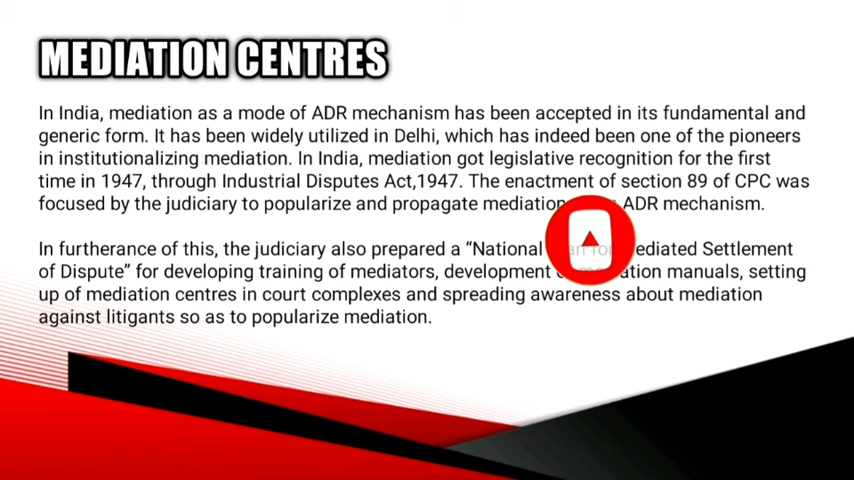 MEDIATION CENTRES
In India, mediation as a mode of ADR mechanism has been accepted in its fundamental and
generic form. It has been widely utilized in Delhi, which has indeed been one of the pioneers
in institutionalizing mediation. In India, mediation got legislative recognition for the first
time in 1947, through Industrial Disputes Act,1947. The enactment of section 89 of CPC was
focused by the judiciary to popularize and propagate mediation ADR mechanism.
In furtherance of this, the judiciary also prepared a “National Plan for Mediated Settlement
of Dispute” for developing training of mediators, development of mediation manuals, setting
up of mediation centres in court complexes and spreading awareness about mediation
against litigants so as to popularize mediation.